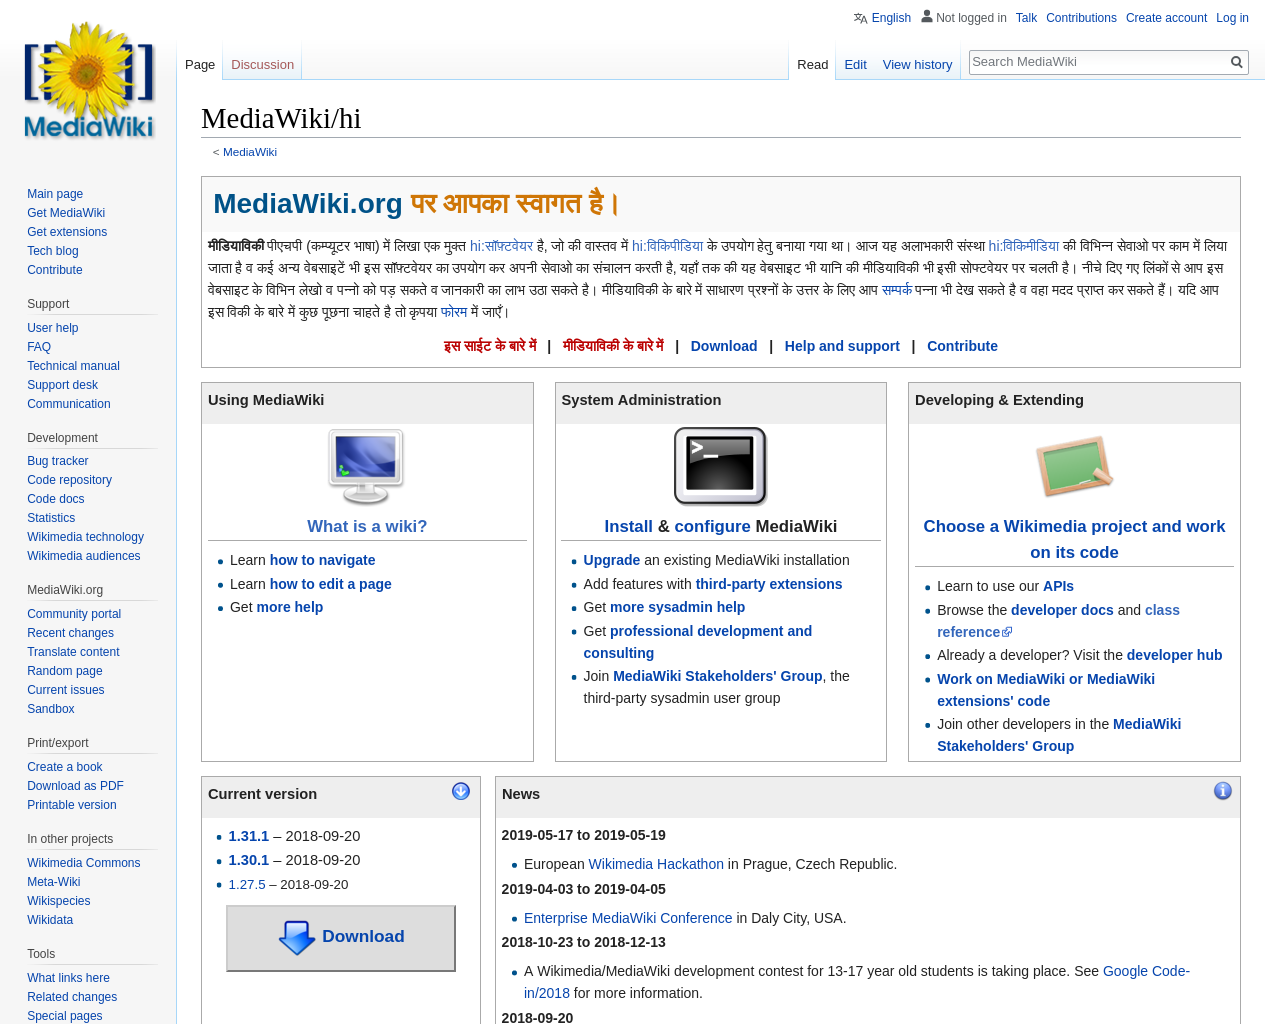 English Not logged in Talk Contributions Create account Log in
Page Discussion Read Edit View history Search MediaWiki
MediaWiki
Main page
Get MediaWiki
Get extensions
Tech blog
Contribute
Support
User help
FAQ
Technical manual
Support desk
Communication
Development
Bug tracker
Code repository
Code docs
Statistics
Wikimedia technology
Wikimedia audiences
MediaWiki.org
Community portal
Recent changes
Translate content
Random page
Current issues
Sandbox
Print/export
Create a book
Download as PDF
Printable version
In other projects
Wikimedia Commons
Meta-Wiki
Wikispecies
Wikidata
Tools
What links here
Related changes
Special pages
MediaWiki/hi
< MediaWiki
MediaWiki.org पर आपका स्वागत है।
मीडियाविकी पीएचपी (कम्प्यूटर भाषा) में लिखा एक मुक्त hi:सॉफ़्टवेयर है, जो की वास्तव में hi:विकिपीडिया के उपयोग हेतु बनाया गया था। आज यह अलाभकारी संस्था hi:विकिमीडिया की विभिन्न सेवाओ पर काम में लिया
जाता है व कई अन्य वेबसाइटें भी इस सॉफ़्टवेयर का उपयोग कर अपनी सेवाओ का संचालन करती है, यहाँ तक की यह वेबसाइट भी यानि की मीडियाविकी भी इसी सोफ्टवेयर पर चलती है। नीचे दिए गए लिंकों से आप इस
वेबसाइट के विभिन लेखो व पन्नो को पड़ सकते व जानकारी का लाभ उठा सकते है। मीडियाविकी के बारे में साधारण प्रश्नों के उत्तर के लिए आप सम्पर्क पन्ना भी देख सकते है व वहा मदद प्राप्त कर सकते हैं। यदि आप
इस विकी के बारे में कुछ पूछना चाहते है तो कृपया फोरम में जाएँ।
इस साईट के बारे में | मीडियाविकी के बारे में | Download | Help and support | Contribute
Using MediaWiki
What is a wiki?
Learn how to navigate
Learn how to edit a page
Get more help
System Administration
Install & configure MediaWiki
Upgrade an existing MediaWiki installation
Add features with third-party extensions
Get more sysadmin help
Get professional development and
consulting
Join MediaWiki Stakeholders' Group, the
third-party sysadmin user group
Developing & Extending
Choose a Wikimedia project and work
on its code
Learn to use our APIs
Browse the developer docs and class
reference
Already a developer? Visit the developer hub
Work on MediaWiki or MediaWiki
extensions' code
Join other developers in the MediaWiki
Stakeholders' Group
Current version
1.31.1 – 2018-09-20
1.30.1 – 2018-09-20
1.27.5 – 2018-09-20
Download
News
2019-05-17 to 2019-05-19
European Wikimedia Hackathon in Prague, Czech Republic.
2019-04-03 to 2019-04-05
Enterprise MediaWiki Conference in Daly City, USA.
2018-10-23 to 2018-12-13
A Wikimedia/MediaWiki development contest for 13-17 year old students is taking place. See Google Code-
in/2018 for more information.
2018-09-20